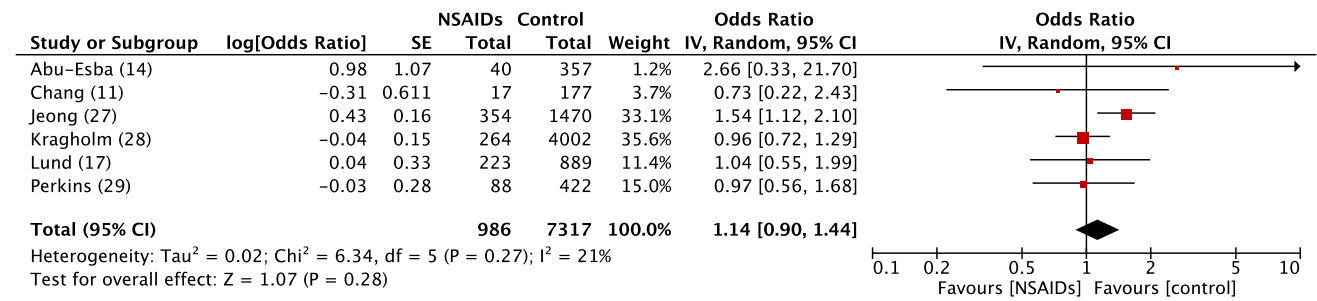 NSAIDs Control Odds Ratio Odds Ratio
Study or Subgroup log[Odds Ratio] SE Total Total Weight IV, Random, 95% CI IV, Random, 95% CI
Abu-Esba (14) 0.98 1.07 40 357 1.2% 2.66 [0.33, 21.70]
Chang (11) −0.31 0.611 17 177 3.7% 0.73 [0.22, 2.43]
Jeong (27) 0.43 0.16 354 1470 33.1% 1.54 [1.12, 2.10]
Kragholm (28) −0.04 0.15 264 4002 35.6% 0.96 [0.72, 1.29]
Lund (17) 0.04 0.33 223 889 11.4% 1.04 [0.55, 1.99]
Perkins (29) −0.03 0.28 88 422 15.0% 0.97 [0.56, 1.68]
Total (95% CI) 986 7317 100.0% 1.14 [0.90, 1.44]
Heterogeneity: Tau² = 0.02; Chi² = 6.34, df = 5 (P = 0.27); I² = 21%
Test for overall effect: Z = 1.07 (P = 0.28)
0.1 0.2 0.5 1 2 5 10
Favours [NSAIDs] Favours [control]